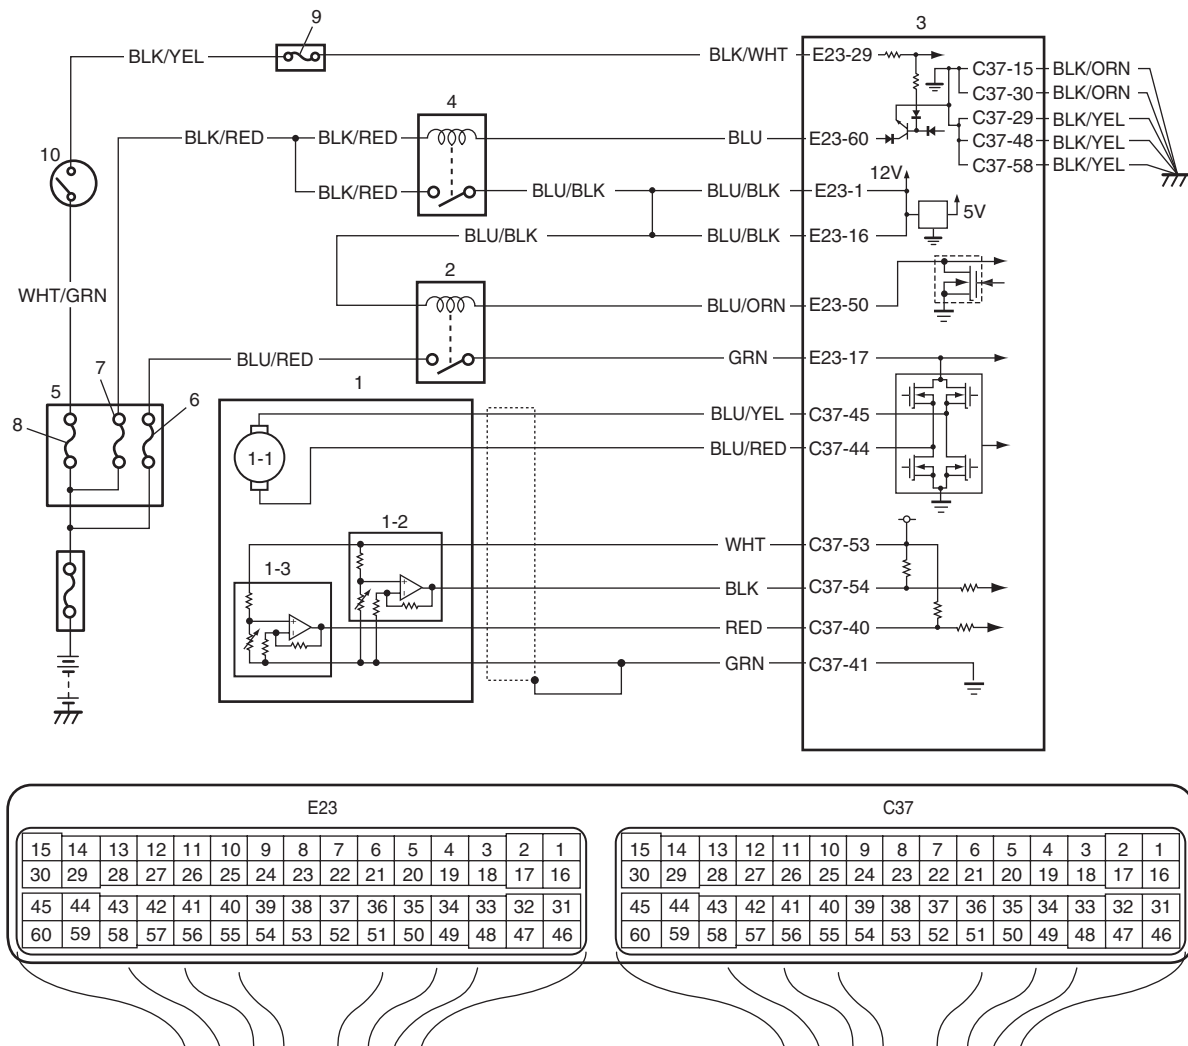 9 3
BLK/YEL BLK/WHT E23-29 C37-15 BLK/ORN
C37-30 BLK/ORN
4 C37-29 BLK/YEL
BLK/RED BLK/RED BLU E23-60 C37-48 BLK/YEL
10 C37-58 BLK/YEL
12V
BLK/RED BLU/BLK BLU/BLK E23-1
5V
BLU/BLK BLU/BLK E23-16
2
WHT/GRN
BLU/ORN E23-50
BLU/RED GRN E23-17
7
5 6 1
8 BLU/YEL C37-45
1-1 BLU/RED C37-44
1-2
WHT C37-53
1-3 + −
BLK C37-54
+ −
RED C37-40
GRN C37-41
E23 C37
15 14 13 12 11 10 9 8 7 6 5 4 3 2 1 15 14 13 12 11 10 9 8 7 6 5 4 3 2 1
30 29 28 27 26 25 24 23 22 21 20 19 18 17 16 30 29 28 27 26 25 24 23 22 21 20 19 18 17 16
45 44 43 42 41 40 39 38 37 36 35 34 33 32 31 45 44 43 42 41 40 39 38 37 36 35 34 33 32 31
60 59 58 57 56 55 54 53 52 51 50 49 48 47 46 60 59 58 57 56 55 54 53 52 51 50 49 48 47 46